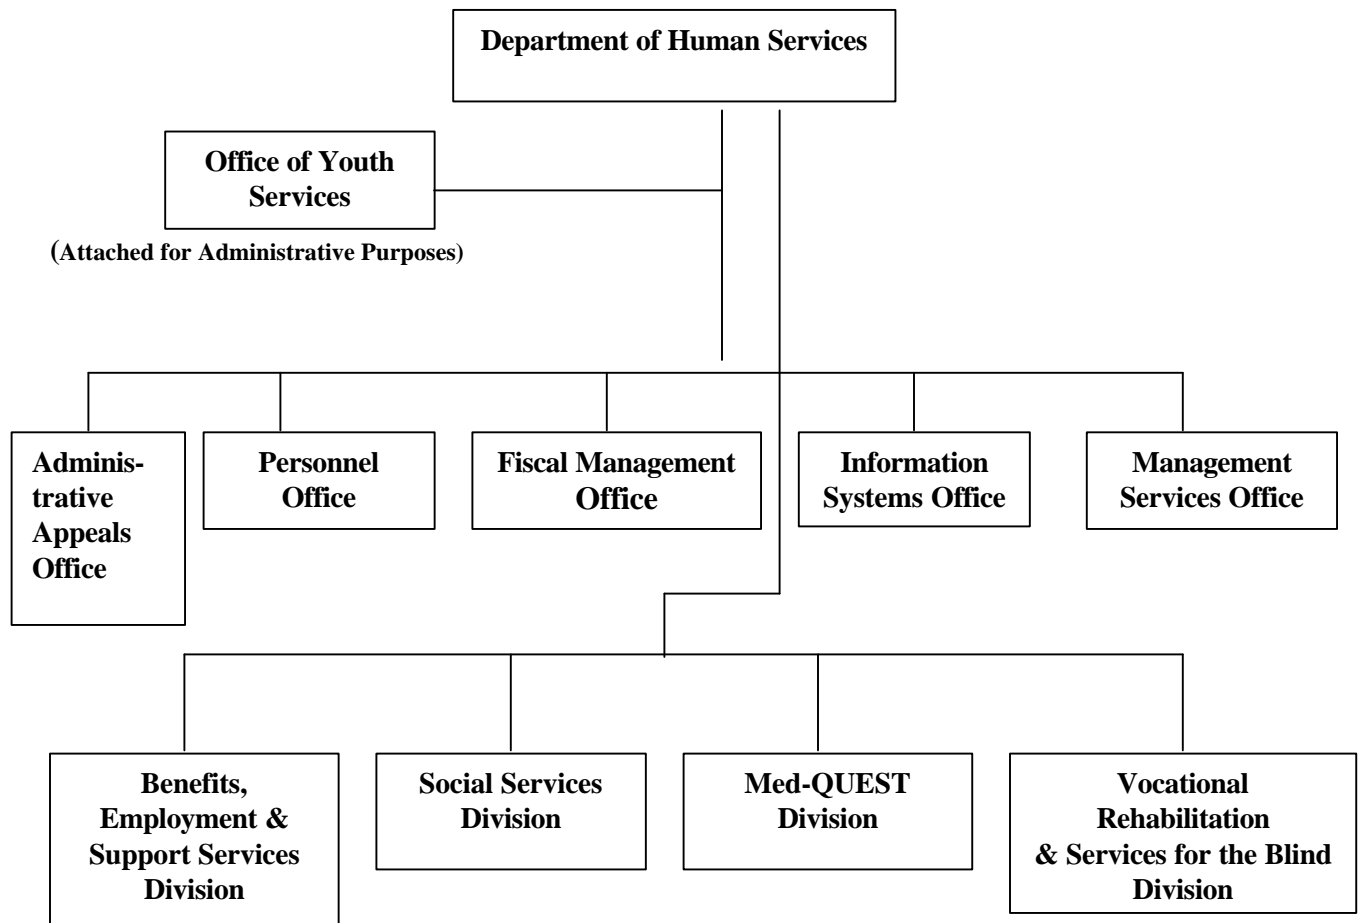 Department of Human Services
Office of Youth
Services
(Attached for Administrative Purposes)
Adminis-
trative
Appeals
Office
Personnel
Office
Fiscal Management
Office
Information
Systems Office
Management
Services Office
Benefits,
Employment &
Support Services
Division
Social Services
Division
Med-QUEST
Division
Vocational
Rehabilitation
& Services for the Blind
Division